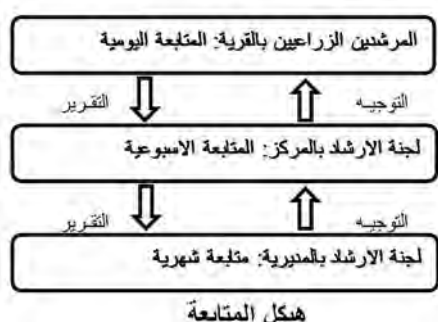 المرشدين الزراعيين بالقرية: المتابعة اليومية
التقرير
التوجيه
لجنة الارشاد بالمركز: المتابعة الاسبوعية
التقرير
التوجيه
لجنة الارشاد بالمديرية: متابعة شهرية
هيكل المتابعة